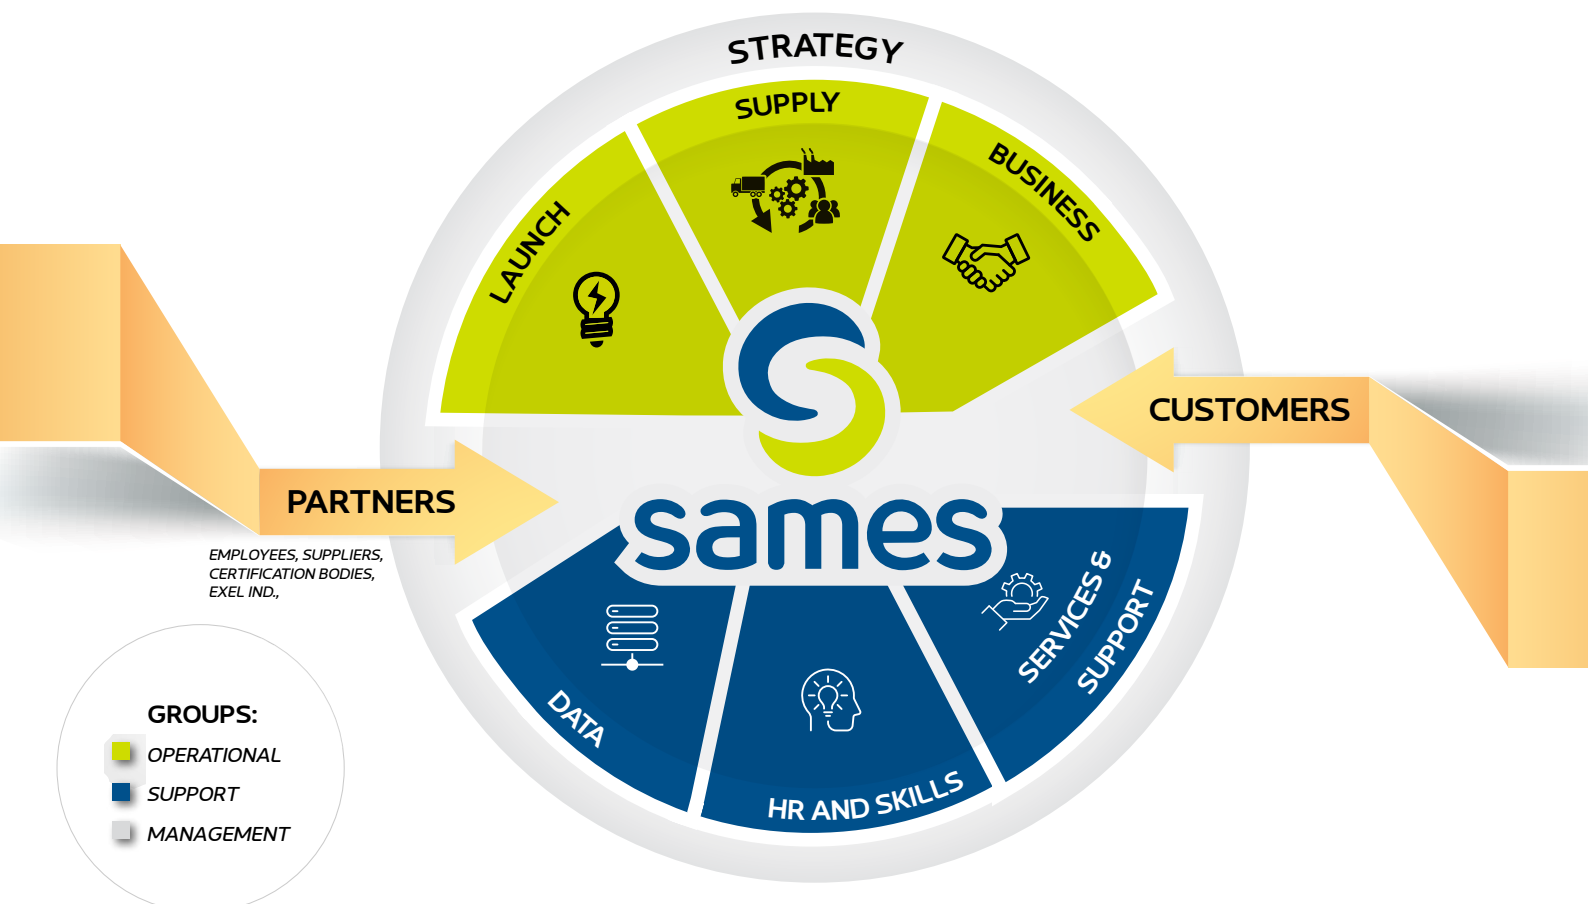 STRATEGY
SUPPLY
BUSINESS
LAUNCH
CUSTOMERS
PARTNERS
EMPLOYEES, SUPPLIERS,
CERTIFICATION BODIES,
EXEL IND.,
sames
SERVICES &
SUPPORT
DATA
HR AND SKILLS
GROUPS:
OPERATIONAL
SUPPORT
MANAGEMENT